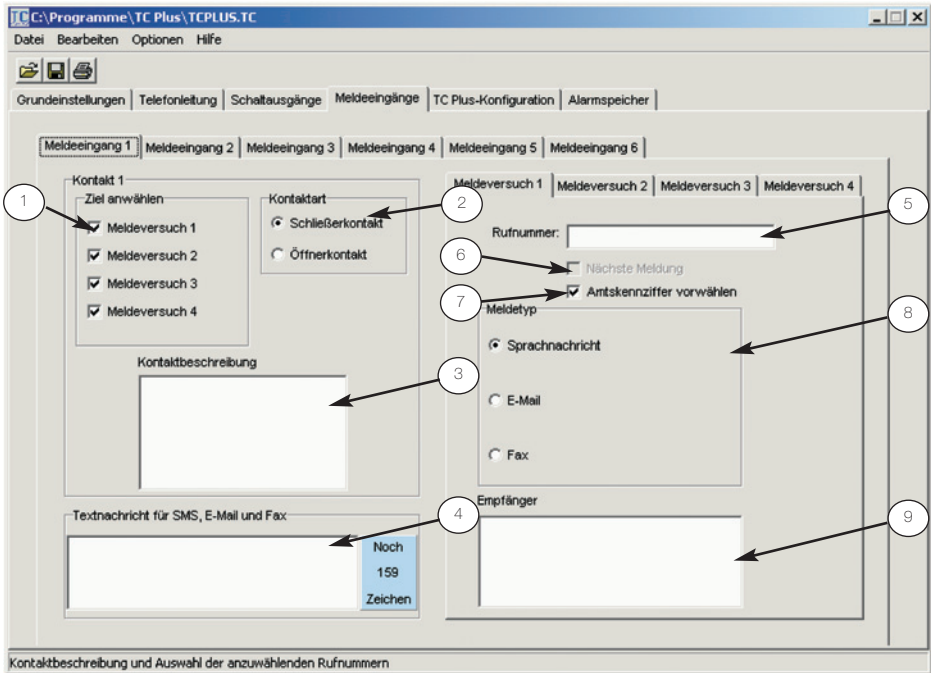 TC C:\Programme\TC Plus\TCPLUS.TC
Datei Bearbeiten Optionen Hilfe
Grundeinstellungen Telefonleitung Schaltausgänge Meldeeingänge TC Plus-Konfiguration Alarmspeicher
Meldeeingang 1 Meldeeingang 2 Meldeeingang 3 Meldeeingang 4 Meldeeingang 5 Meldeeingang 6
Kontakt 1
Ziel anwählen
1
Meldeversuch 1
Meldeversuch 2
Meldeversuch 3
Meldeversuch 4
Kontaktart
2
Schließerkontakt
Öffnerkontakt
Kontaktbeschreibung
3
Textnachricht für SMS, E-Mail und Fax
4
Noch
159
Zeichen
Meldeversuch 1 Meldeversuch 2 Meldeversuch 3 Meldeversuch 4
Rufnummer:
5
6
Nächste Meldung
7
Amtskennziffer vorwählen
Meldetyp
8
Sprachnachricht
E-Mail
Fax
Empfänger
9
Kontaktbeschreibung und Auswahl der anzuwählenden Rufnummern